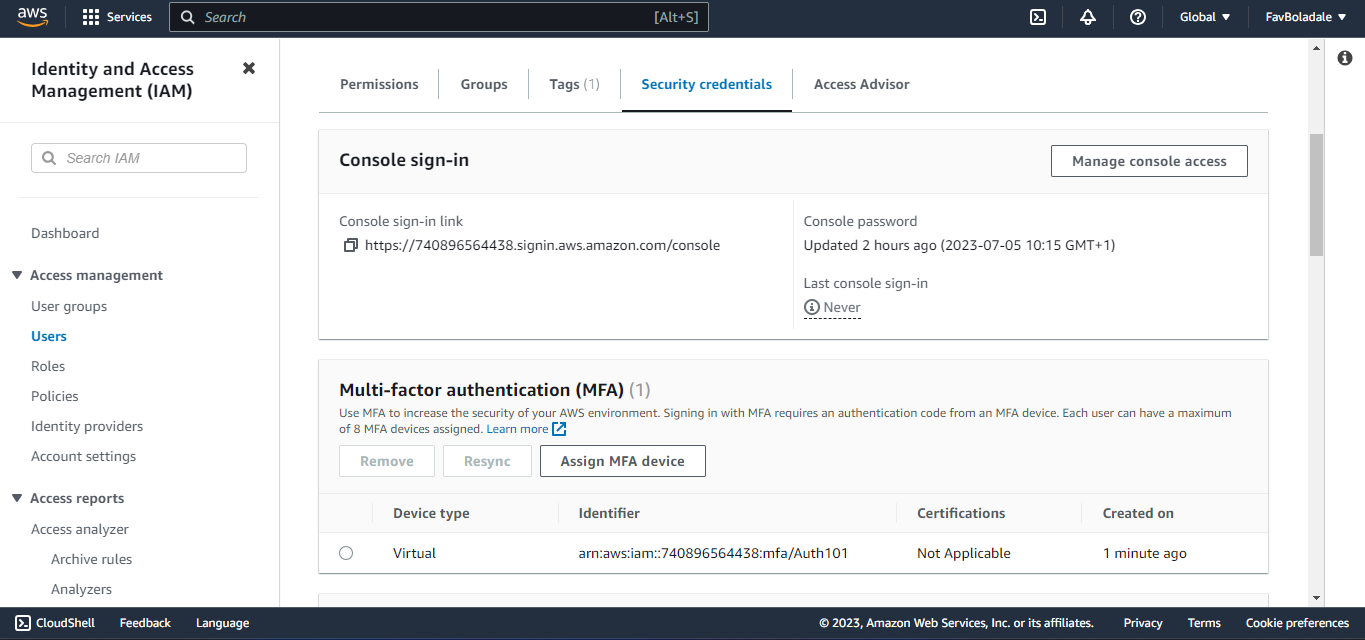 aws
Services
Search
[Alt+S]
Global
FavBoladale
Identity and Access
Management (IAM)
Search IAM
Dashboard
Access management
User groups
Users
Roles
Policies
Identity providers
Account settings
Access reports
Access analyzer
Archive rules
Analyzers
Permissions
Groups
Tags (1)
Security credentials
Access Advisor
Console sign-in
Manage console access
Console sign-in link
https://740896564438.signin.aws.amazon.com/console
Console password
Updated 2 hours ago (2023-07-05 10:15 GMT+1)
Last console sign-in
Never
Multi-factor authentication (MFA) (1)
Use MFA to increase the security of your AWS environment. Signing in with MFA requires an authentication code from an MFA device. Each user can have a maximum
of 8 MFA devices assigned. Learn more
Remove
Resync
Assign MFA device
Device type
Identifier
Certifications
Created on
Virtual
arn:aws:iam::740896564438:mfa/Auth101
Not Applicable
1 minute ago
CloudShell
Feedback
Language
© 2023, Amazon Web Services, Inc. or its affiliates.
Privacy
Terms
Cookie preferences